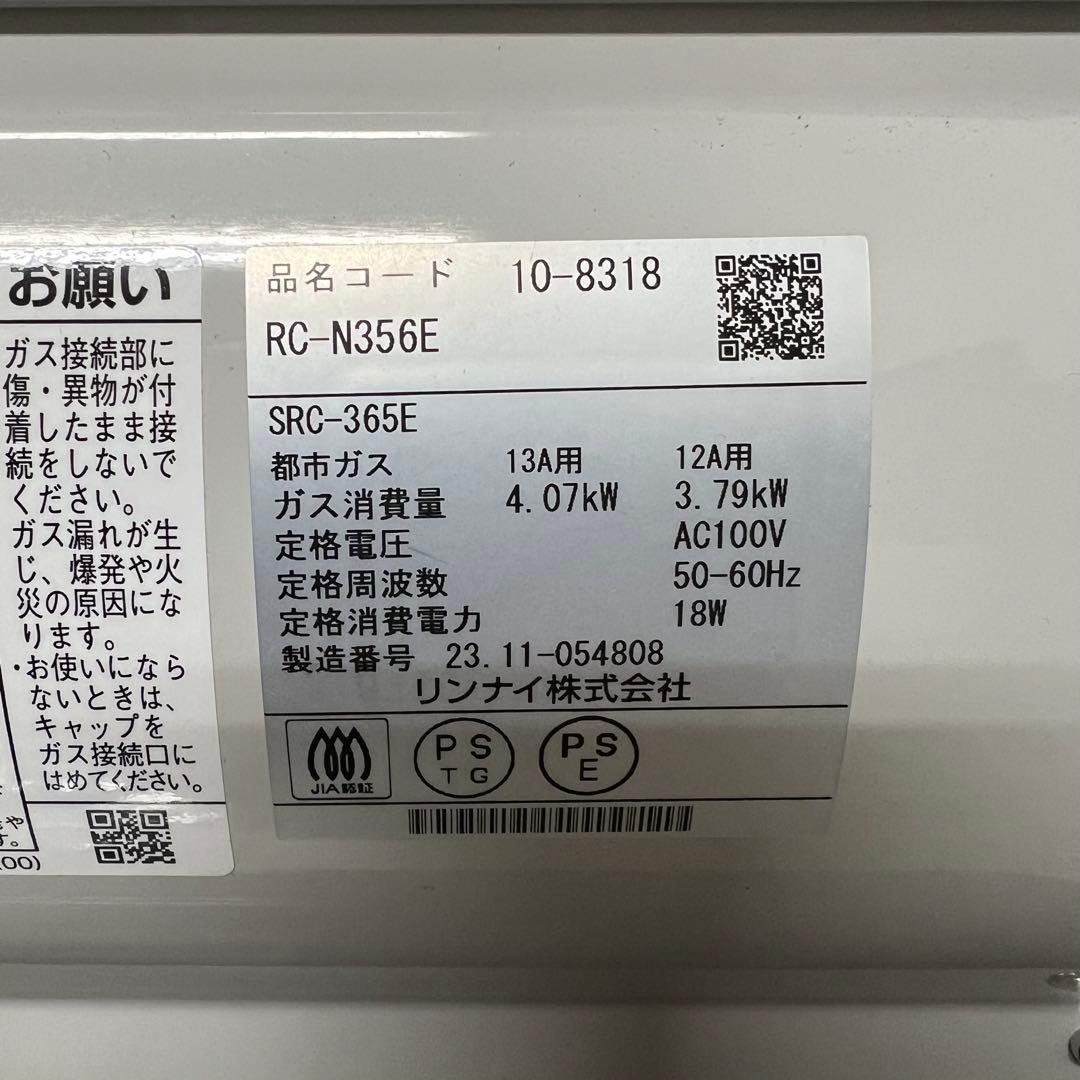 お願い
ガス接続部に
傷・異物が付
着したまま接
続をしないで
ください。
ガス漏れが生
じ、爆発や火
災の原因にな
ります。
・お使いになら
ないときは、
キャップを
ガス接続口に
はめてください。
品名コード 10-8318
RC-N356E
SRC-365E
都市ガス 13A用 12A用
ガス消費量 4.07kW 3.79kW
定格電圧 AC100V
定格周波数 50-60Hz
定格消費電力 18W
製造番号 23.11-054808
リンナイ株式会社
JIA認証
PS TG
PS E